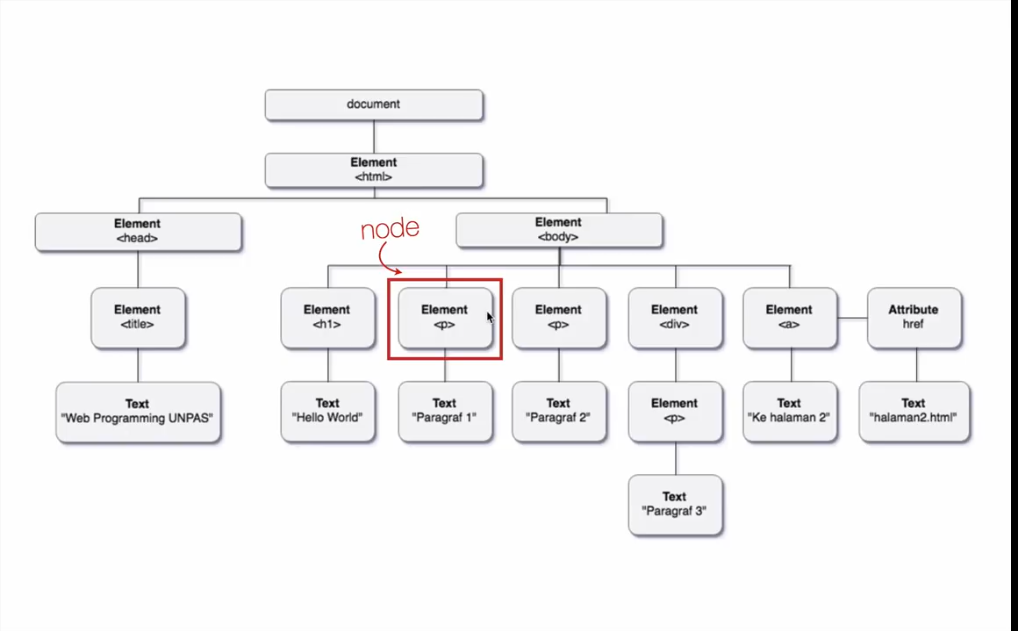 document
Element
<html>
Element
<head>
node
Element
<body>
Element
<title>
Element
<h1>
Element
<p>
Element
<p>
Element
<div>
Element
<a>
Attribute
href
Text
"Web Programming UNPAS"
Text
"Hello World"
Text
"Paragraf 1"
Text
"Paragraf 2"
Element
<p>
Text
"Ke halaman 2"
Text
"halaman2.html"
Text
"Paragraf 3"